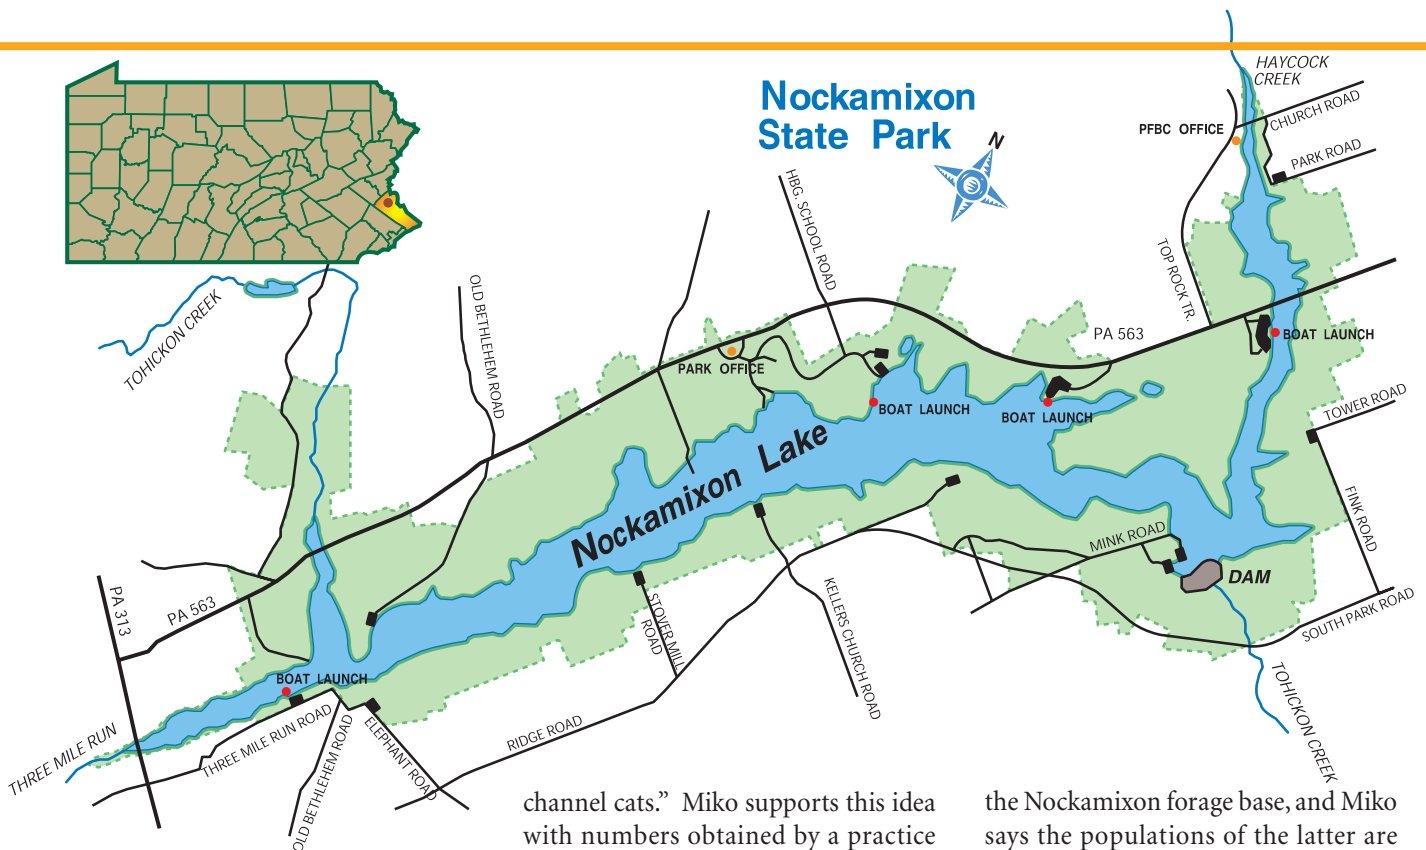 Nockamixon
State Park
N
HAYCOCK
CREEK
CHURCH ROAD
PFBC OFFICE
PARK ROAD
HBG. SCHOOL ROAD
TOP ROCK TR.
TOHICKON CREEK
OLD BETHLEHEM ROAD
PA 563
BOAT LAUNCH
PARK OFFICE
BOAT LAUNCH
BOAT LAUNCH
TOWER ROAD
Nockamixon Lake
FINK ROAD
MINK ROAD
DAM
PA 313
PA 563
STOVER MILL
ROAD
KELLERS CHURCH ROAD
SOUTH PARK ROAD
BOAT LAUNCH
THREE MILE RUN
THREE MILE RUN ROAD
OLD BETHLEHEM ROAD
ELEPHANT ROAD
RIDGE ROAD
TOHICKON CREEK
channel cats.” Miko supports this idea
with numbers obtained by a practice
the Nockamixon forage base, and Miko
says the populations of the latter are